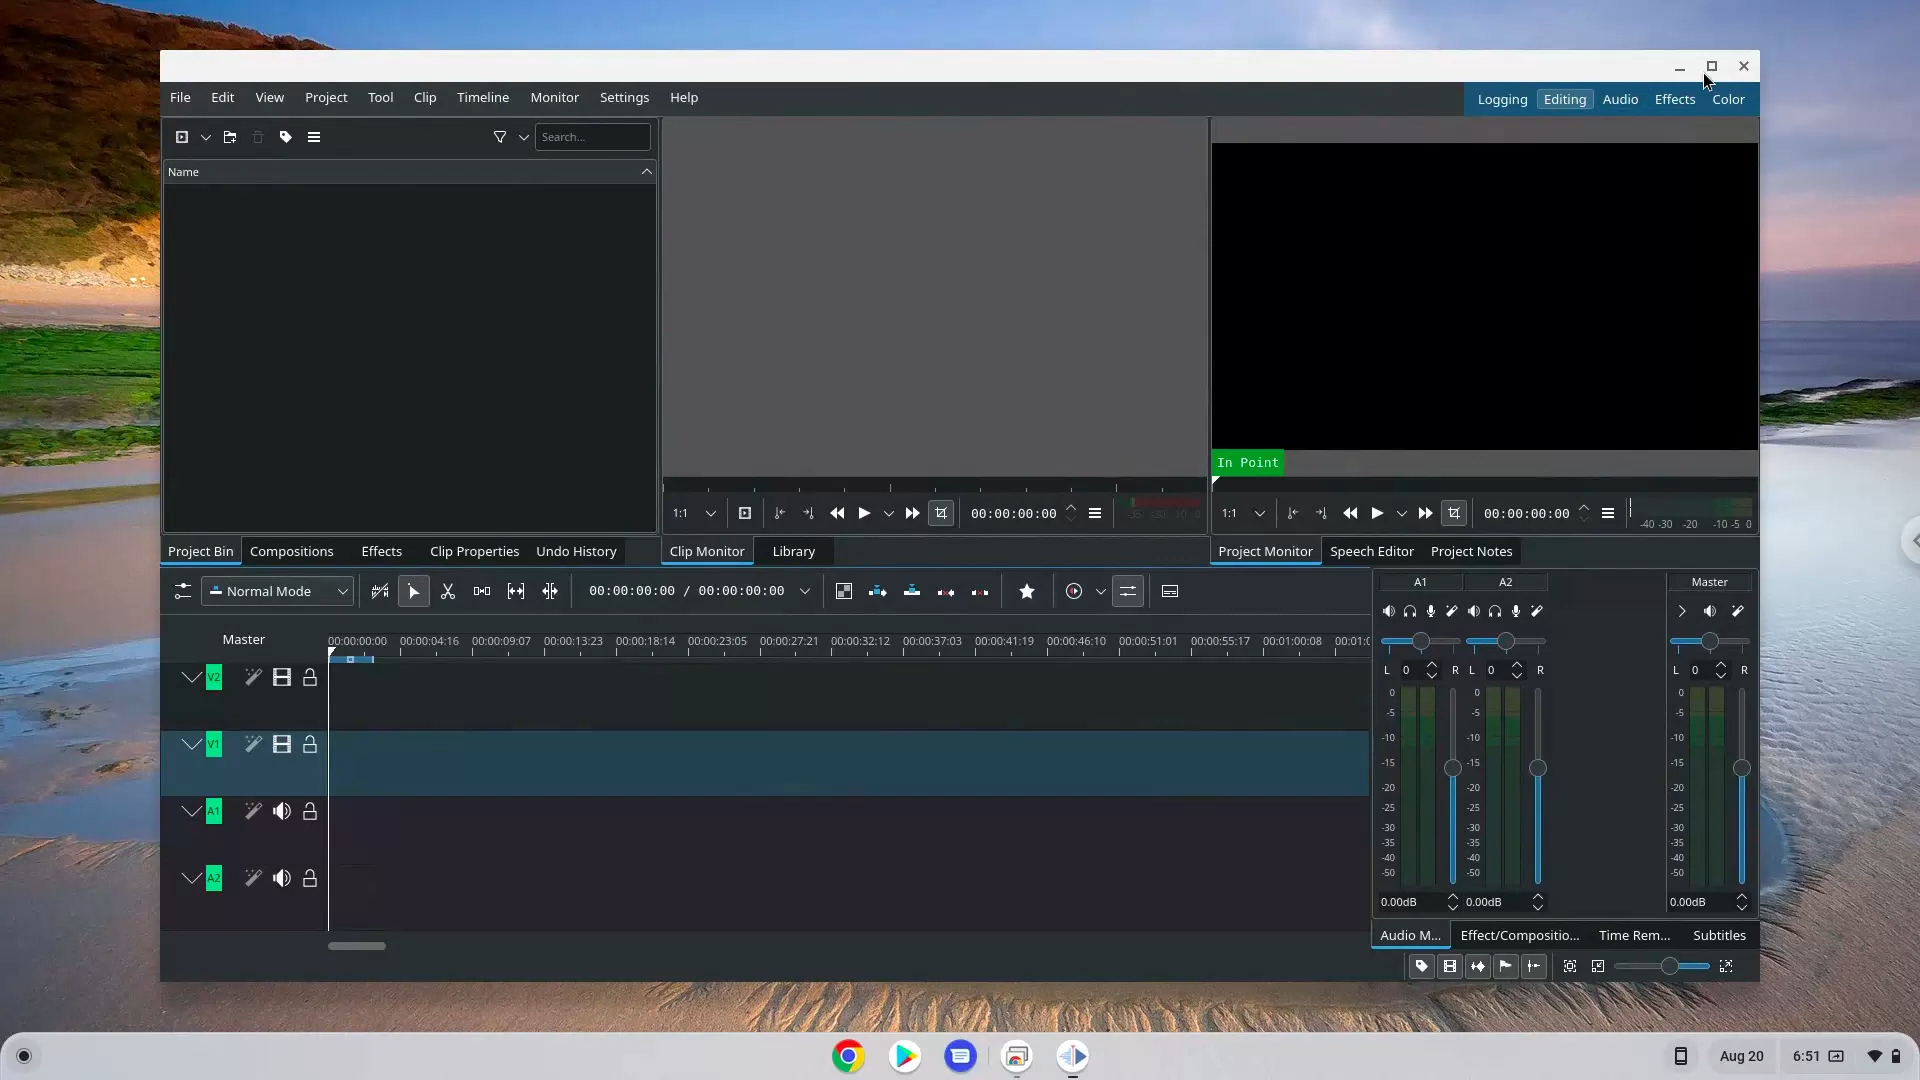 File Edit View Project Tool Clip Timeline Monitor Settings Help
Logging Editing Audio Effects Color
Search...
Name
In Point
1:1 00:00:00:00
1:1 00:00:00:00
-40 -30 -20 -10 -5 0
Project Bin Compositions Effects Clip Properties Undo History
Clip Monitor Library
Project Monitor Speech Editor Project Notes
Normal Mode 00:00:00:00 / 00:00:00:00
A1 A2 Master
Master 00:00:00:00 00:00:04:16 00:00:09:07 00:00:13:23 00:00:18:14 00:00:23:05 00:00:27:21 00:00:32:12 00:00:37:03 00:00:41:19 00:00:46:10 00:00:51:01 00:00:55:17 00:01:00:08 00:01:0
L 0 R L 0 R L 0 R
V2
V1
A1
A2
0 0 0
-5 -5 -5
-10 -10 -10
-15 -15 -15
-20 -20 -20
-25 -25 -25
-30 -30 -30
-35 -35 -35
-40 -40 -40
-50 -50 -50
0.00dB 0.00dB 0.00dB
Audio M... Effect/Compositio... Time Rem... Subtitles
Aug 20 6:51